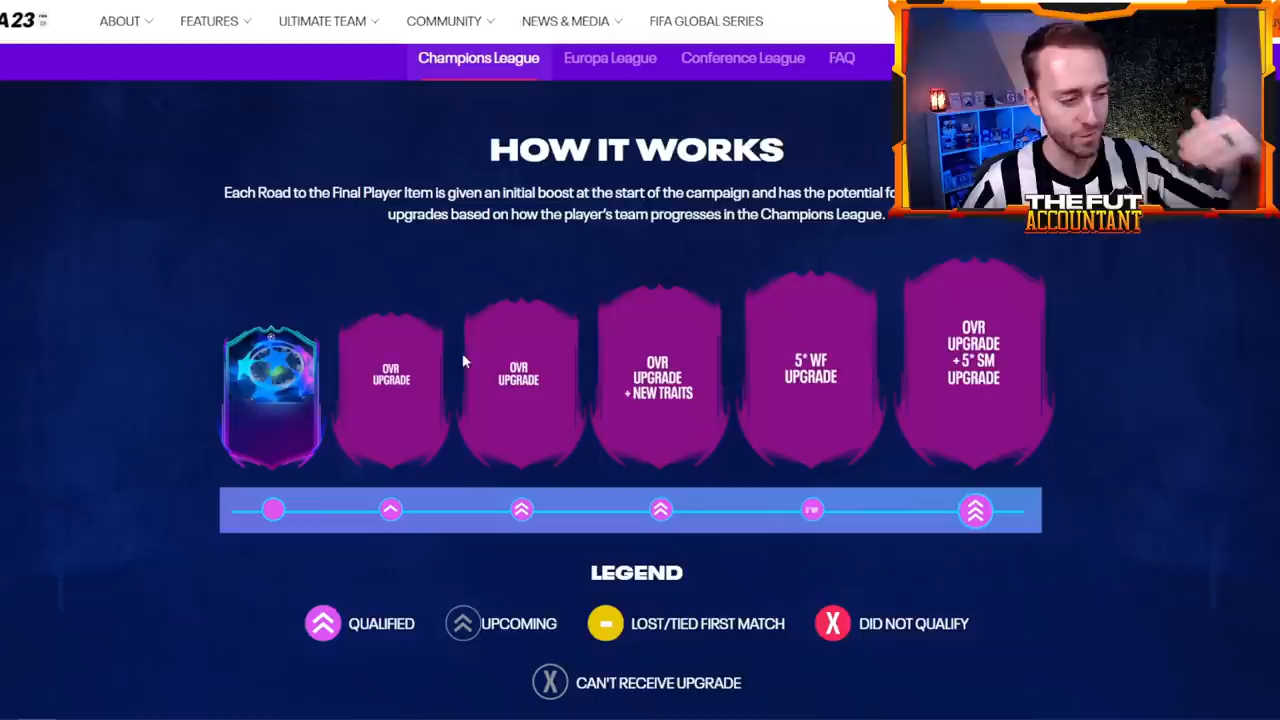 A 23
ABOUT
FEATURES
ULTIMATE TEAM
COMMUNITY
NEWS & MEDIA
FIFA GLOBAL SERIES
Champions League
Europa League
Conference League
FAQ
HOW IT WORKS
Each Road to the Final Player Item is given an initial boost at the start of the campaign and has the potential
upgrades based on how the player's team progresses in the Champions League.
THE FUT
ACCOUNTANT
OVR
UPGRADE
OVR
UPGRADE
OVR
UPGRADE
+ NEW TRAITS
5* WF
UPGRADE
OVR
UPGRADE
+ 5* SM
UPGRADE
5* WF
LEGEND
QUALIFIED
UPCOMING
LOST/TIED FIRST MATCH
X
DID NOT QUALIFY
X
CAN'T RECEIVE UPGRADE